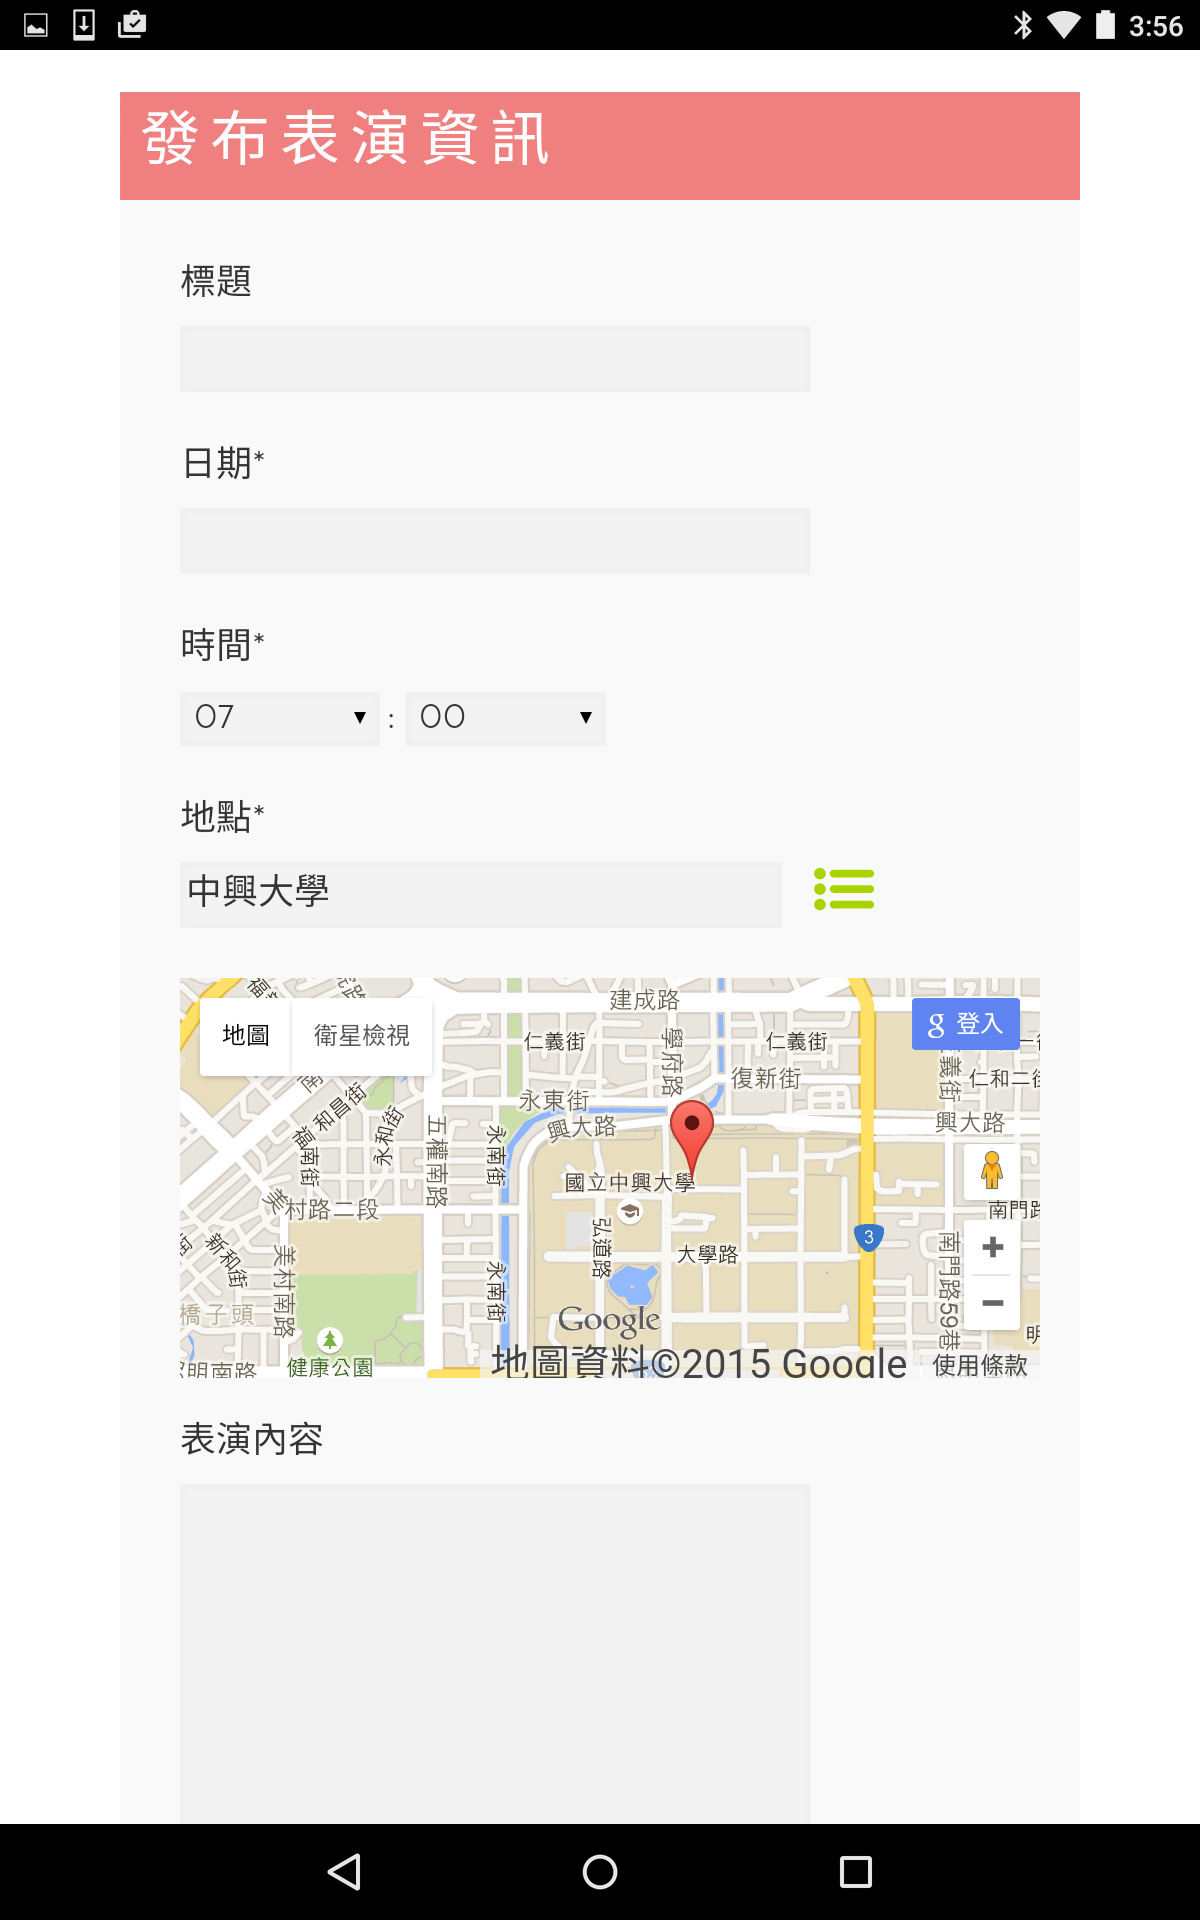 3:56
發布表演資訊
標題
日期*
時間*
07 : 00
地點*
中興大學
地圖 衛星檢視
g 登入
建成路
仁義街
學府路
仁義街
復新街
仁和二街
永東街
興大路
興大路
和昌街
永和街
福南街
五權南路
永南街
國立中興大學
南門路
美村路二段
弘道路
大學路
3
新和街
美村南路
永南街
南門路59巷
橋子頭
Google
健康公園
地圖資料©2015 Google 使用條款
表演內容